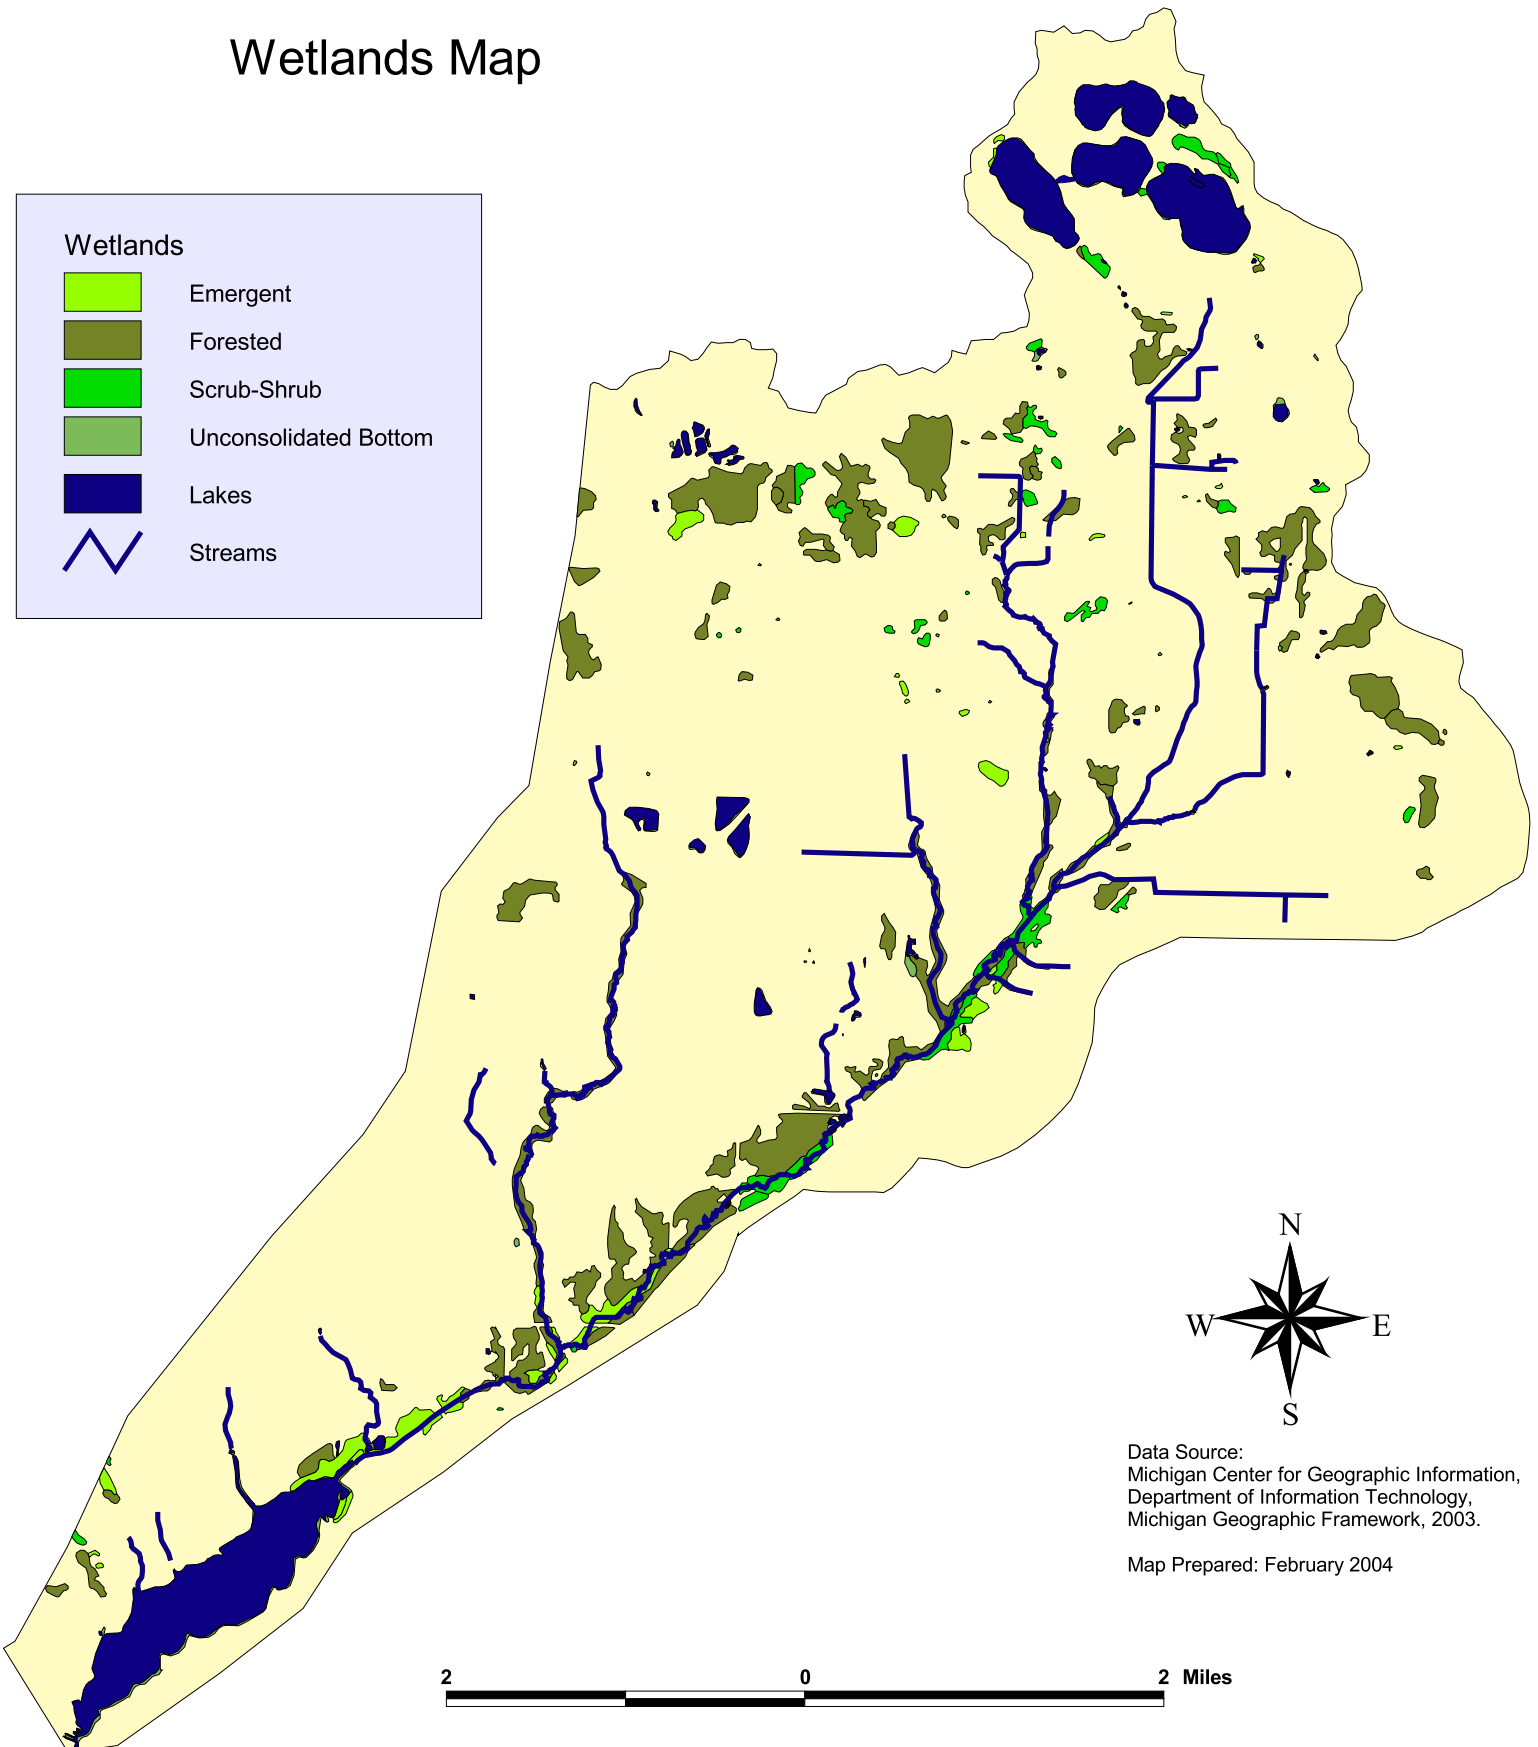 Wetlands Map
Wetlands
Emergent
Forested
Scrub-Shrub
Unconsolidated Bottom
Lakes
Streams
N
W
E
S
Data Source:
Michigan Center for Geographic Information,
Department of Information Technology,
Michigan Geographic Framework, 2003.
Map Prepared: February 2004
2 0 2 Miles